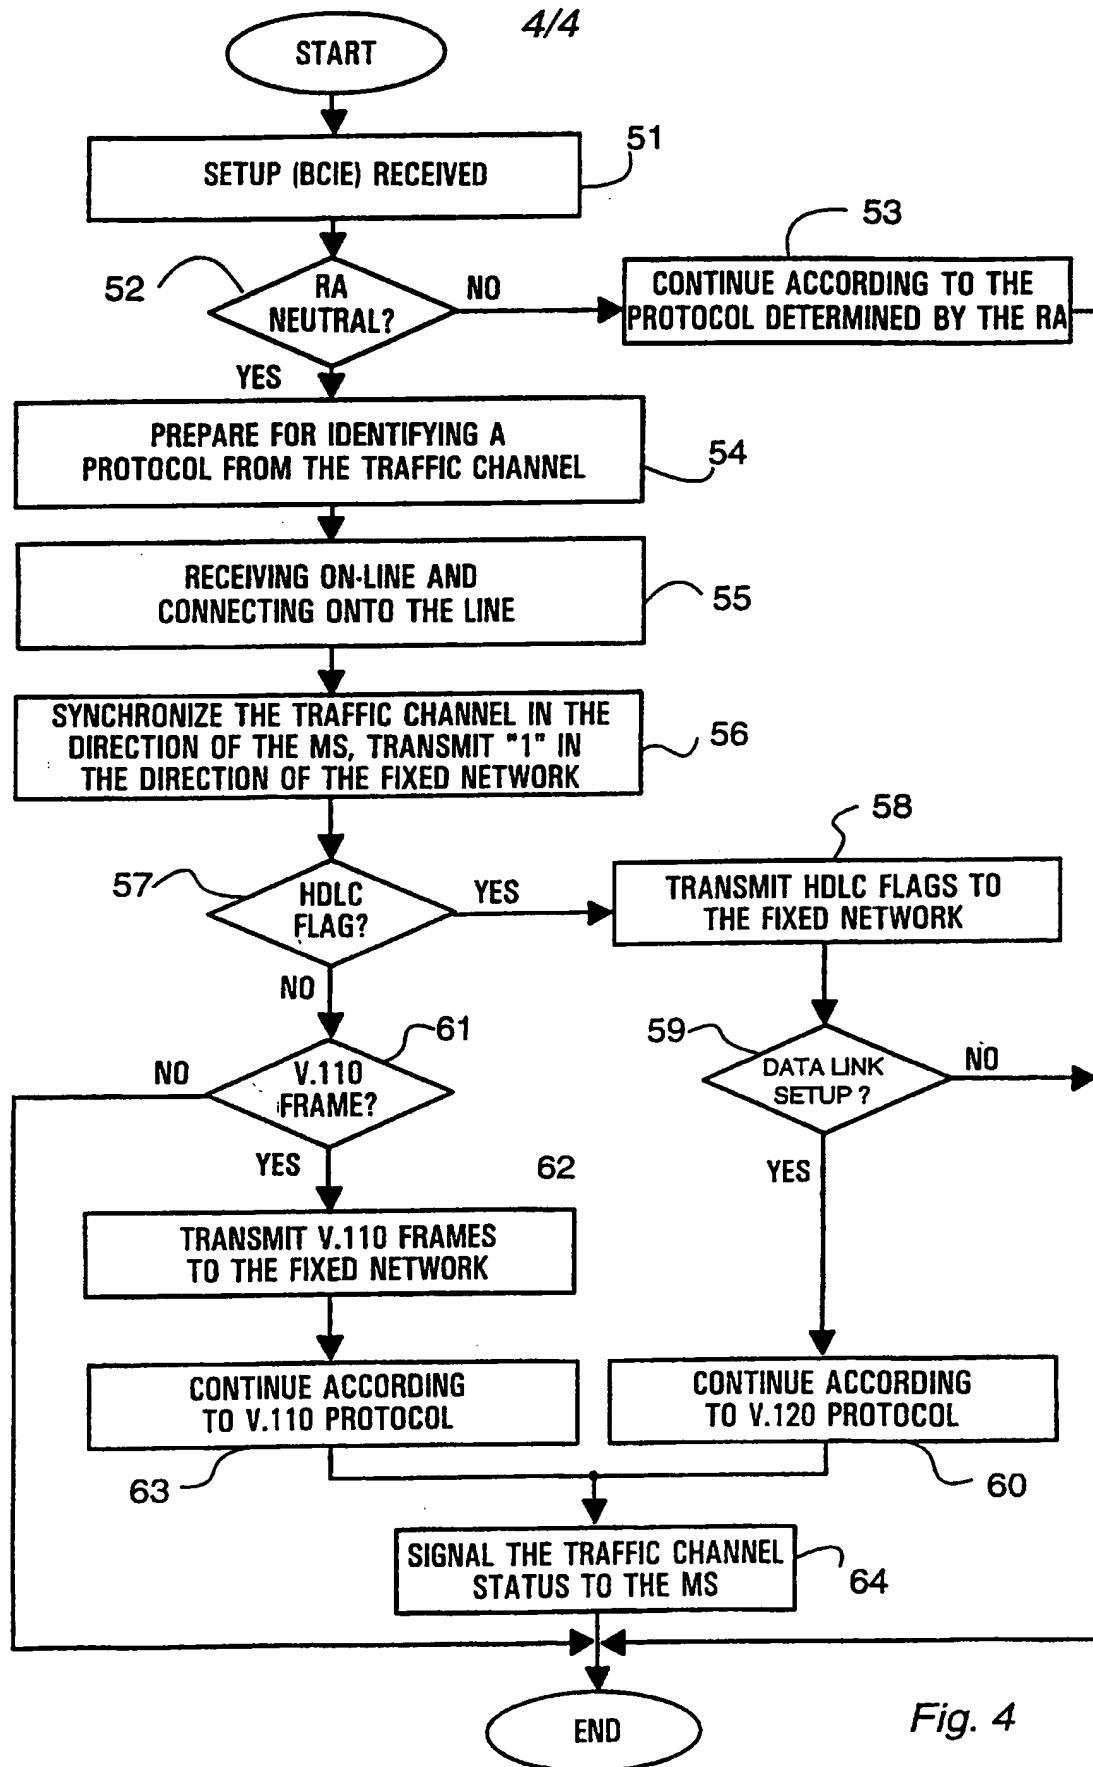 4/4
START
SETUP (BCIE) RECEIVED
51
52
RA
NEUTRAL?
NO
53
CONTINUE ACCORDING TO THE
PROTOCOL DETERMINED BY THE RA
YES
PREPARE FOR IDENTIFYING A
PROTOCOL FROM THE TRAFFIC CHANNEL
54
RECEIVING ON-LINE AND
CONNECTING ONTO THE LINE
55
SYNCHRONIZE THE TRAFFIC CHANNEL IN THE
DIRECTION OF THE MS, TRANSMIT "1" IN
THE DIRECTION OF THE FIXED NETWORK
56
57
HDLC
FLAG?
YES
58
TRANSMIT HDLC FLAGS TO
THE FIXED NETWORK
NO
59
DATA LINK
SETUP ?
NO
61
NO
V.110
FRAME?
YES
YES
62
TRANSMIT V.110 FRAMES
TO THE FIXED NETWORK
CONTINUE ACCORDING
TO V.110 PROTOCOL
63
CONTINUE ACCORDING
TO V.120 PROTOCOL
60
SIGNAL THE TRAFFIC CHANNEL
STATUS TO THE MS
64
END
Fig. 4